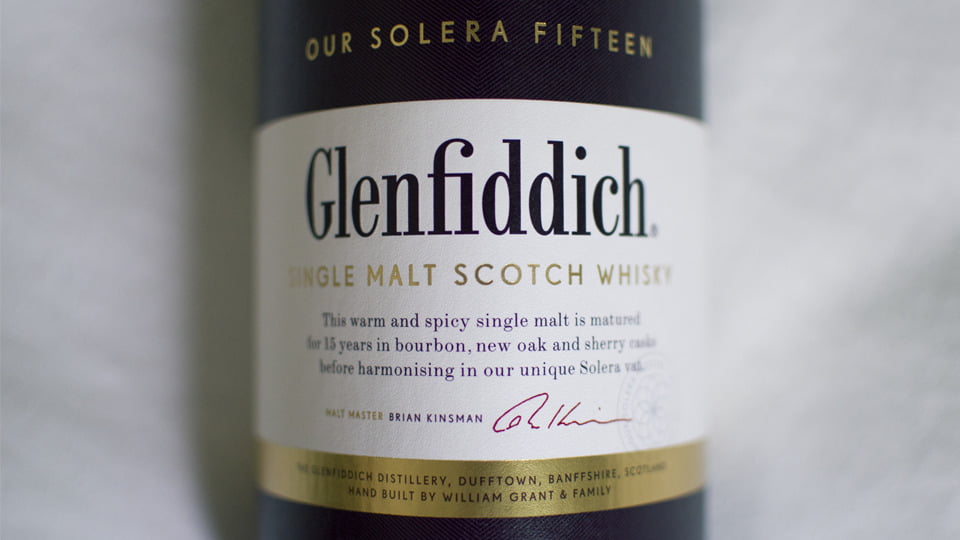 OUR SOLERA FIFTEEN
Glenfiddich®
SINGLE MALT SCOTCH WHISKY
This warm and spicy single malt is matured
for 15 years in bourbon, new oak and sherry casks
before harmonising in our unique Solera vat.
MALT MASTER BRIAN KINSMAN
THE GLENFIDDICH DISTILLERY, DUFFTOWN, BANFFSHIRE, SCOTLAND
HAND BUILT BY WILLIAM GRANT & FAMILY